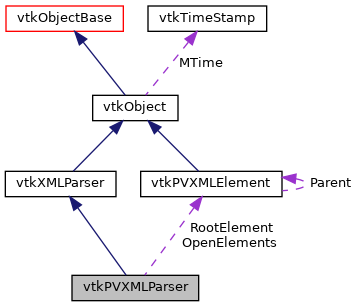 vtkObjectBase
vtkTimeStamp
MTime
vtkObject
vtkXMLParser
vtkPVXMLElement
Parent
RootElement
OpenElements
vtkPVXMLParser